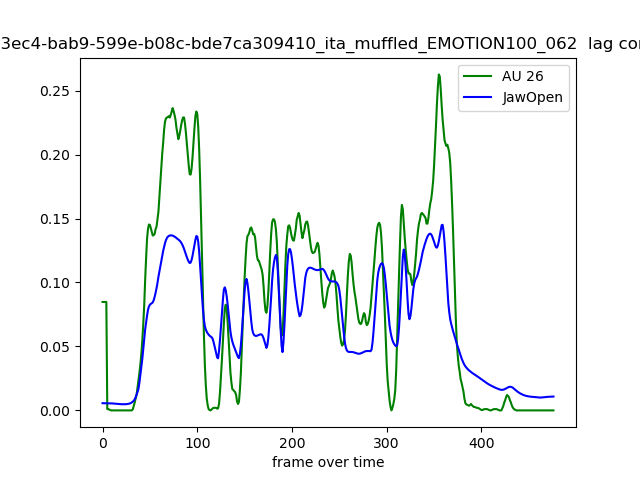 3ec4-bab9-599e-b08c-bde7ca309410_ita_muffled_EMOTION100_062 lag
AU 26
JawOpen
0.25
0.20
0.15
0.10
0.05
0.00
0 100 200 300 400
frame over time